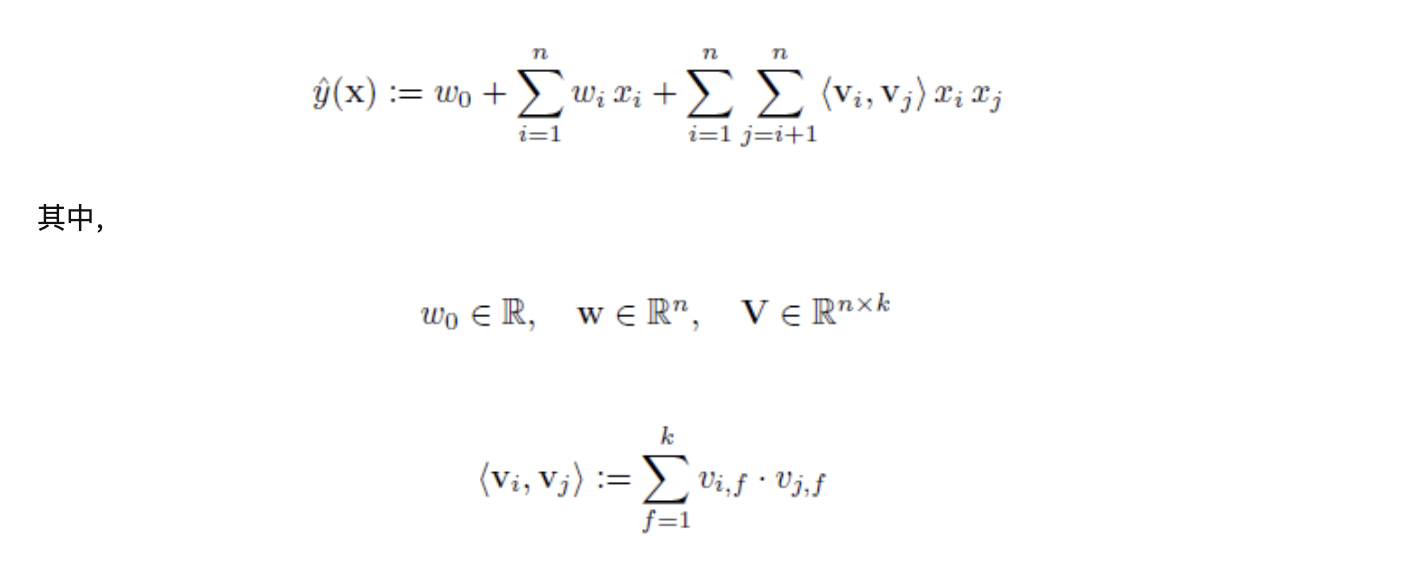 ŷ(x) := w₀ + ∑ᵢ₌₁ⁿ wᵢ xᵢ + ∑ᵢ₌₁ⁿ ∑ⱼ₌ᵢ₊₁ⁿ ⟨vᵢ, vⱼ⟩ xᵢ xⱼ
其中,
w₀ ∈ ℝ, w ∈ ℝⁿ, V ∈ ℝⁿˣᵏ
⟨vᵢ, vⱼ⟩ := ∑_{f=1}^{k} v_{i,f} · v_{j,f}